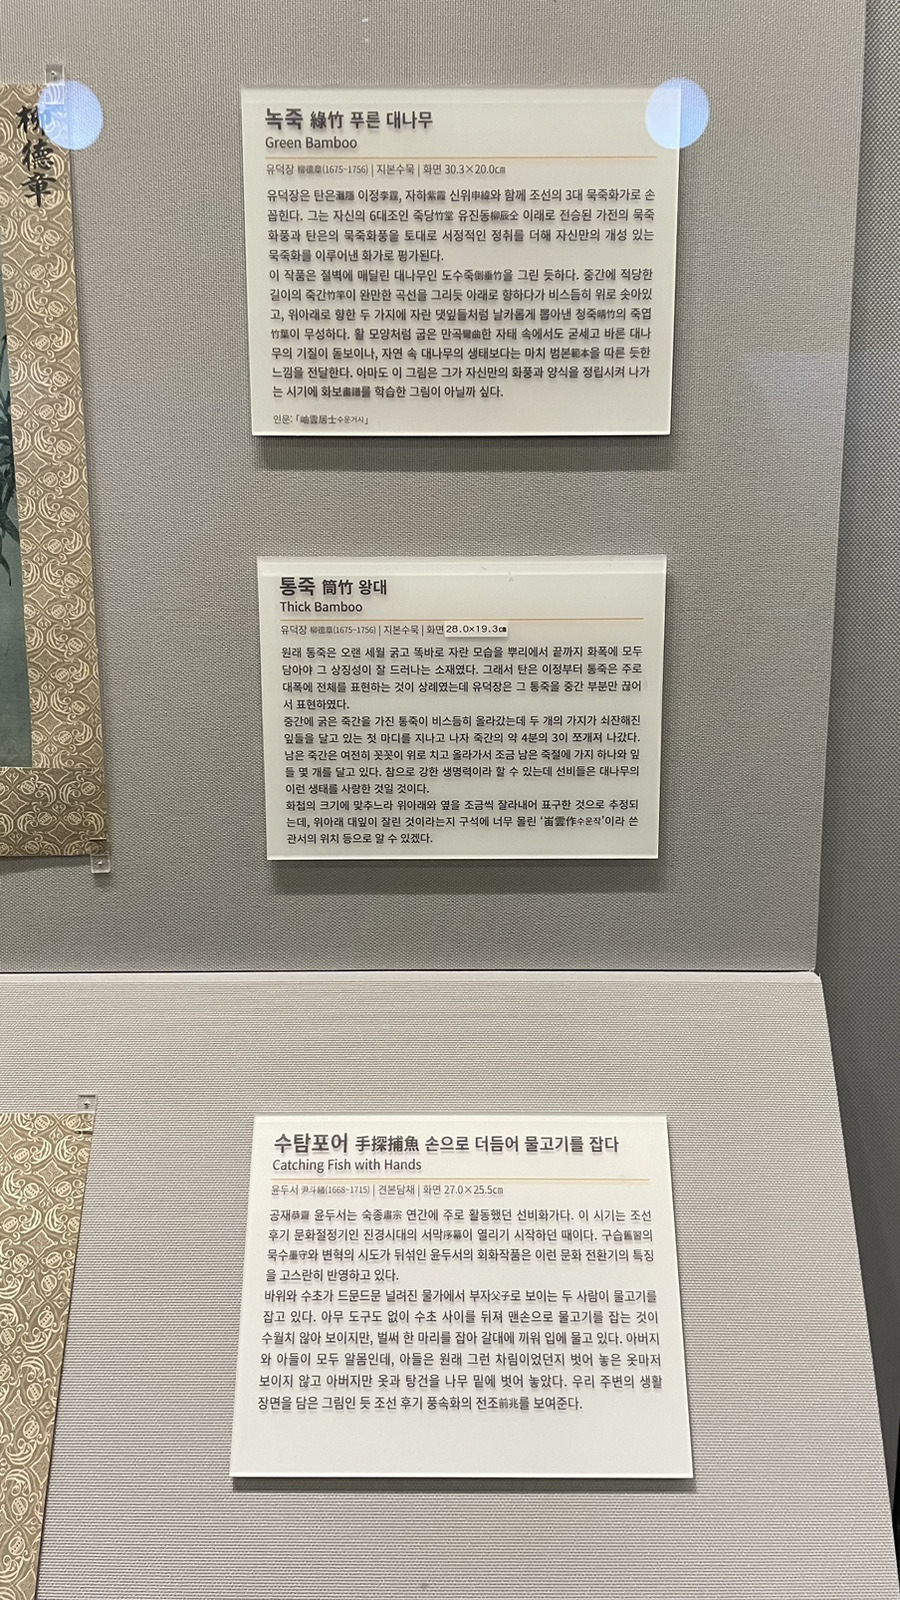 柳德章
녹죽 綠竹 푸른 대나무
Green Bamboo
유덕장 柳德章(1675~1756) | 지본수묵 | 화면 30.3×20.0㎝
유덕장은 탄은灘隱 이정李霆, 자하紫霞 신위申緯와 함께 조선의 3대 묵죽화가로 손
꼽힌다. 그는 자신의 6대조인 죽당竹堂 유진동柳辰仝 이래로 전승된 가전의 묵죽
화풍과 탄은의 묵죽화풍을 토대로 서정적인 정취를 더해 자신만의 개성 있는
묵죽화를 이루어낸 화가로 평가된다.
이 작품은 절벽에 매달린 대나무인 도수죽倒垂竹을 그린 듯하다. 중간에 적당한
길이의 죽간竹竿이 완만한 곡선을 그리듯 아래로 향하다가 비스듬히 위로 솟아있
고, 위아래로 향한 두 가지에 자란 댓잎들처럼 날카롭게 뽑아낸 청죽晴竹의 죽엽
竹葉이 무성하다. 활 모양처럼 굽은 만곡彎曲한 자태 속에서도 굳세고 바른 대나
무의 기질이 돋보이나, 자연 속 대나무의 생태보다는 마치 범본範本을 따른 듯한
느낌을 전달한다. 아마도 이 그림은 그가 자신만의 화풍과 양식을 정립시켜 나가
는 시기에 화보畫譜를 학습한 그림이 아닐까 싶다.
인문: 「岫雲居士수운거사」
통죽 筒竹 왕대
Thick Bamboo
유덕장 柳德章(1675~1756) | 지본수묵 | 화면 28.0×19.3㎝
원래 통죽은 오랜 세월 굵고 똑바로 자란 모습을 뿌리에서 끝까지 화폭에 모두
담아야 그 상징성이 잘 드러나는 소재였다. 그래서 탄은 이정부터 통죽은 주로
대폭에 전체를 표현하는 것이 상례였는데 유덕장은 그 통죽을 중간 부분만 끊어
서 표현하였다.
중간에 굵은 죽간을 가진 통죽이 비스듬히 올라갔는데 두 개의 가지가 쇠잔해진
잎들을 달고 있는 첫 마디를 지나고 나자 죽간의 약 4분의 3이 쪼개져 나갔다.
남은 죽간은 여전히 꼿꼿이 위로 치고 올라가서 조금 남은 죽절에 가지 하나와 잎
들 몇 개를 달고 있다. 참으로 강한 생명력이라 할 수 있는데 선비들은 대나무의
이런 생태를 사랑한 것일 것이다.
화첩의 크기에 맞추느라 위아래와 옆을 조금씩 잘라내어 표구한 것으로 추정되
는데, 위아래 대잎이 잘린 것이라는지 구석에 너무 몰린 ‘峀雲作수운작’이라 쓴
관서의 위치 등으로 알 수 있겠다.
수탐포어 手探捕魚 손으로 더듬어 물고기를 잡다
Catching Fish with Hands
윤두서 尹斗緖(1668~1715) | 견본담채 | 화면 27.0×25.5㎝
공재恭齋 윤두서는 숙종肅宗 연간에 주로 활동했던 선비화가다. 이 시기는 조선
후기 문화절정기인 진경시대의 서막序幕이 열리기 시작하던 때이다. 구습舊習의
묵수墨守와 변혁의 시도가 뒤섞인 윤두서의 회화작품은 이런 문화 전환기의 특징
을 고스란히 반영하고 있다.
바위와 수초가 드문드문 널려진 물가에서 부자父子로 보이는 두 사람이 물고기를
잡고 있다. 아무 도구도 없이 수초 사이를 뒤져 맨손으로 물고기를 잡는 것이
수월치 않아 보이지만, 벌써 한 마리를 잡아 갈대에 끼워 입에 물고 있다. 아버지
와 아들이 모두 알몸인데, 아들은 원래 그런 차림이었던지 벗어 놓은 옷마저
보이지 않고 아버지만 옷과 탕건을 나무 밑에 벗어 놓았다. 우리 주변의 생활
장면을 담은 그림인 듯 조선 후기 풍속화의 전조前兆를 보여준다.